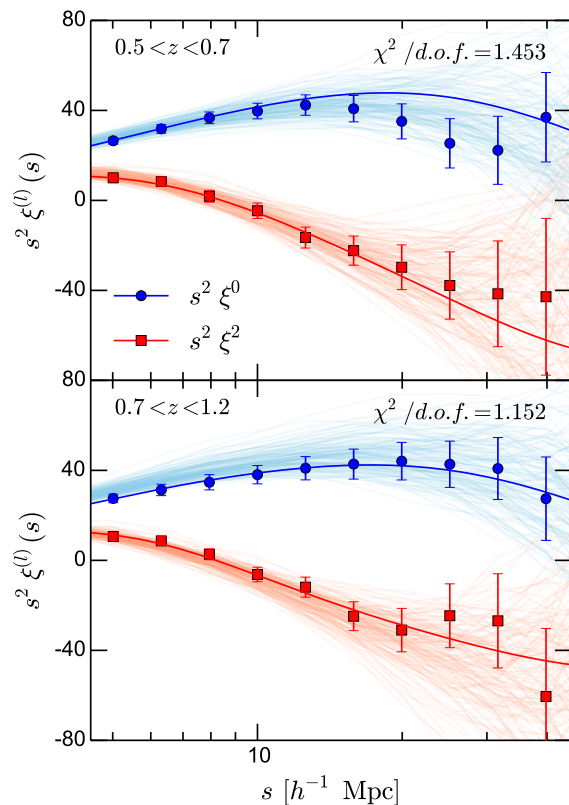 80
0.5 < z < 0.7
χ² /d.o.f. = 1.453
40
0
-40
s² ξ⁽ˡ⁾(s)
s² ξ⁰
s² ξ²
80
0.7 < z < 1.2
χ² /d.o.f. = 1.152
40
0
-40
-80
s² ξ⁽ˡ⁾(s)
10
s [h⁻¹ Mpc]